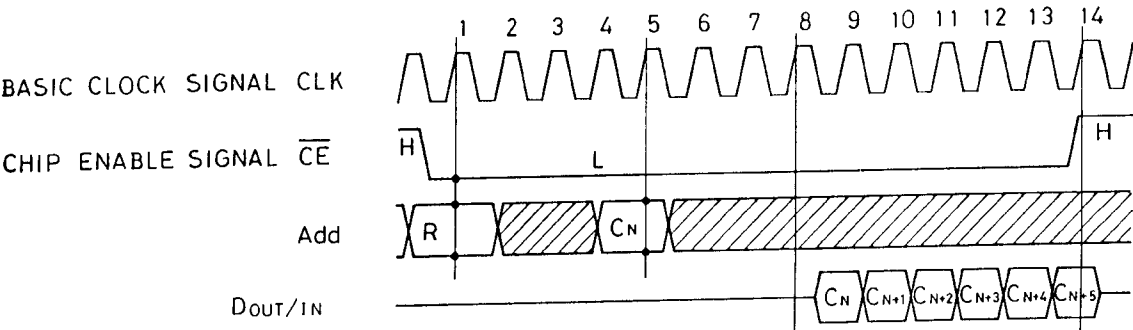 1 2 3 4 5 6 7 8 9 10 11 12 13 14
BASIC CLOCK SIGNAL CLK
CHIP ENABLE SIGNAL C̅E̅ H L H
Add R CN
DOUT/IN CN CN+1 CN+2 CN+3 CN+4 CN+5